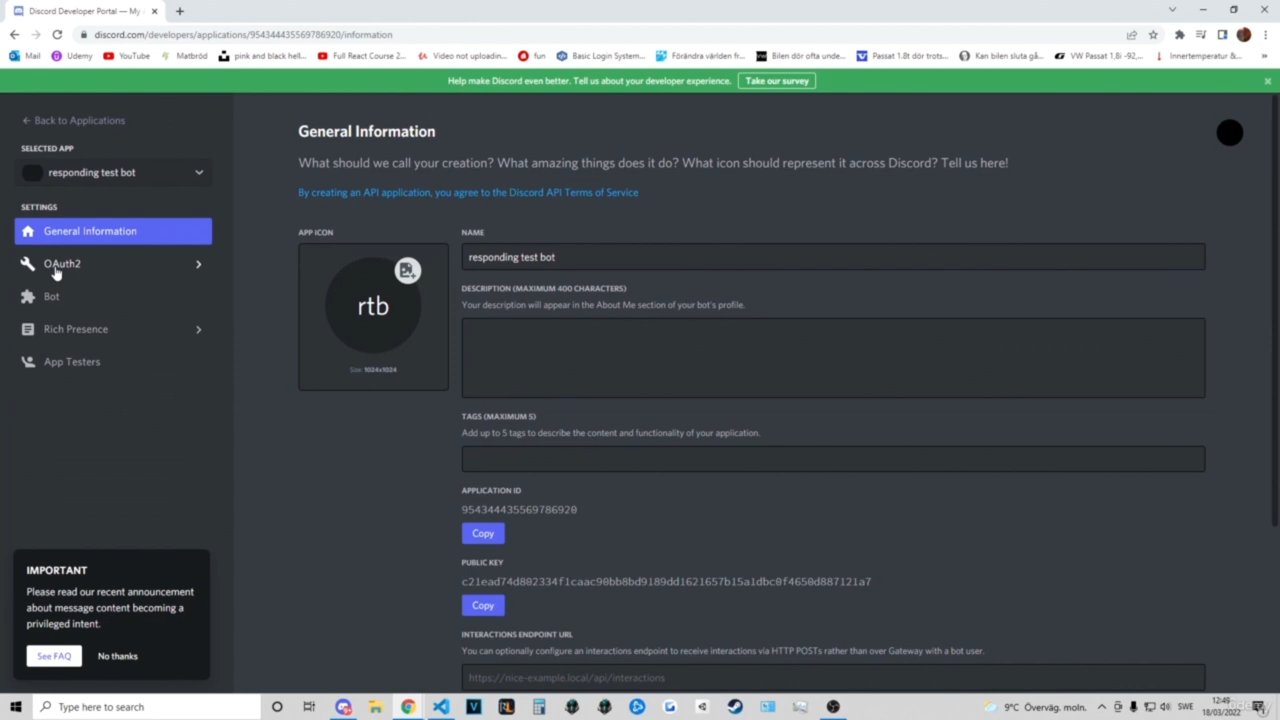 Discord Developer Portal — My A
discord.com/developers/applications/954344435569786920/information
Mail
Udemy
YouTube
Matbröd
pink and black hell...
Full React Course 2...
Video not uploadin...
fun
Basic Login System...
Förändra världen fr...
Bilen dör ofta unde...
Passat 1.8t dör trots...
Kan bilen sluta gå...
VW Passat 1,8i -92,...
Innertemperatur &...
Help make Discord even better. Tell us about your developer experience.
Take our survey
Back to Applications
SELECTED APP
responding test bot
SETTINGS
General Information
OAuth2
Bot
Rich Presence
App Testers
IMPORTANT
Please read our recent announcement
about message content becoming a
privileged intent.
See FAQ
No thanks
General Information
What should we call your creation? What amazing things does it do? What icon should represent it across Discord? Tell us here!
By creating an API application, you agree to the Discord API Terms of Service
APP ICON
rtb
Size: 1024x1024
NAME
responding test bot
DESCRIPTION (MAXIMUM 400 CHARACTERS)
Your description will appear in the About Me section of your bot's profile.
TAGS (MAXIMUM 5)
Add up to 5 tags to describe the content and functionality of your application.
APPLICATION ID
954344435569786920
Copy
PUBLIC KEY
c21ead74d802334f1caac90bb8bd9189dd1621657b15a1dbc0f4650d887121a7
Copy
INTERACTIONS ENDPOINT URL
You can optionally configure an interactions endpoint to receive interactions via HTTP POSTs rather than over Gateway with a bot user.
https://nice-example.local/api/interactions
Type here to search
9°C Överväg. moln.
SWE
12:49
18/03/2022